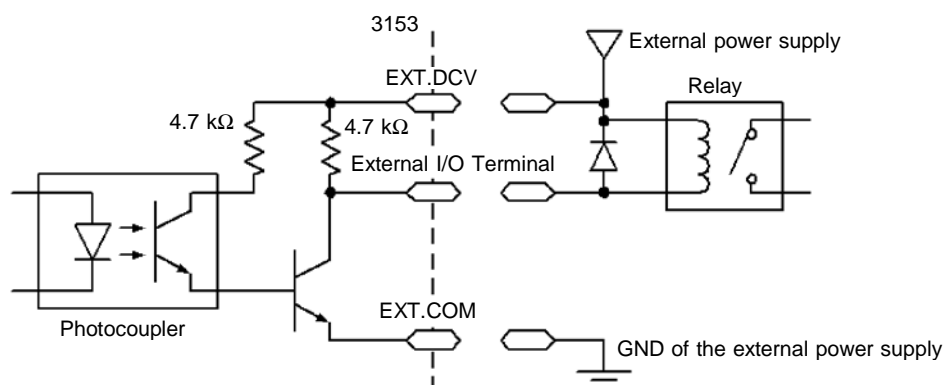 3153
External power supply
EXT.DCV
Relay
4.7 kΩ
4.7 kΩ
External I/O Terminal
EXT.COM
Photocoupler
GND of the external power supply